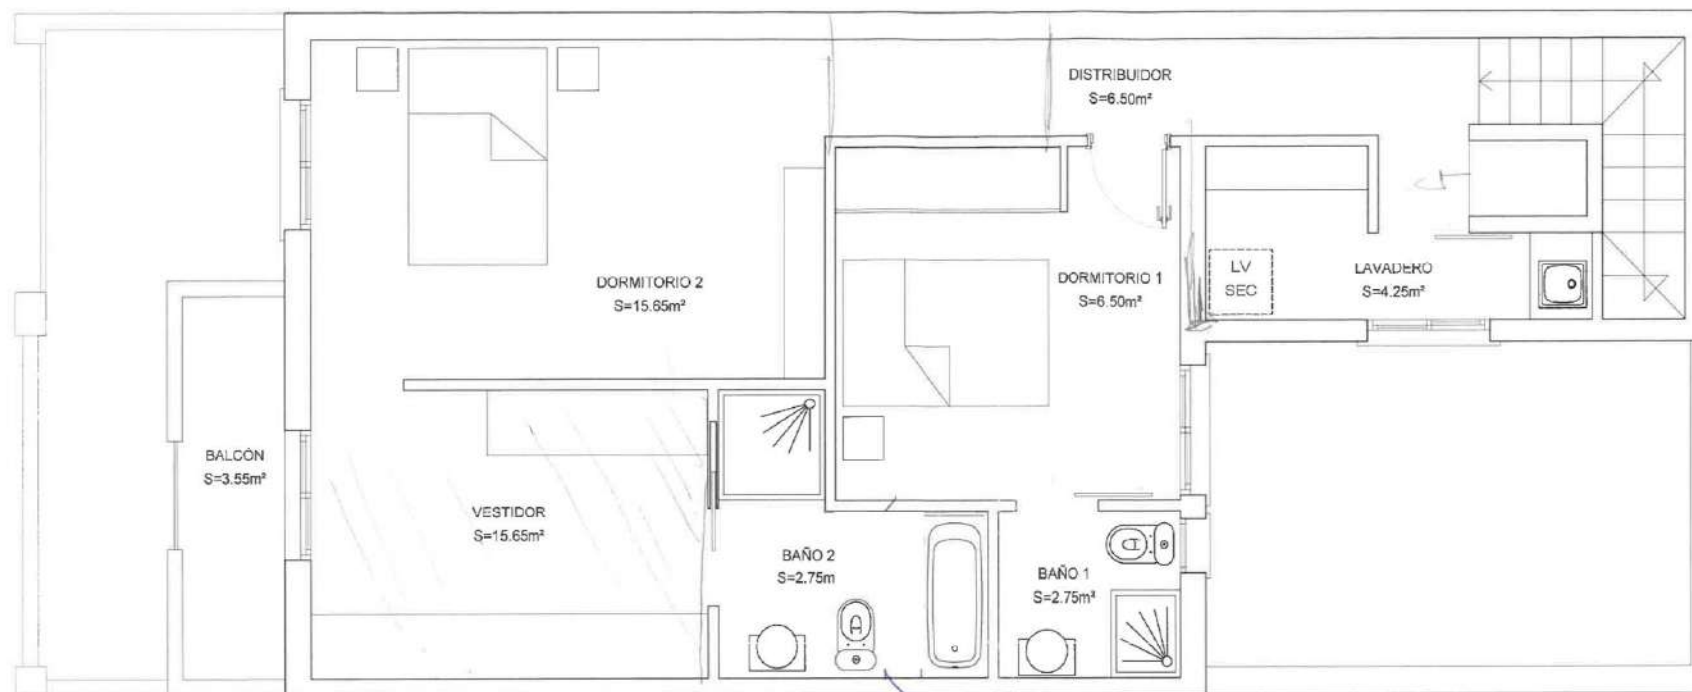 DISTRIBUIDOR
S=6.50m²
DORMITORIO 2
S=15.65m²
DORMITORIO 1
S=6.50m²
LV
SEC
LAVADERO
S=4.25m²
BALCÓN
S=3.55m²
VESTIDOR
S=15.65m²
BAÑO 2
S=2.75m
BAÑO 1
S=2.75m²